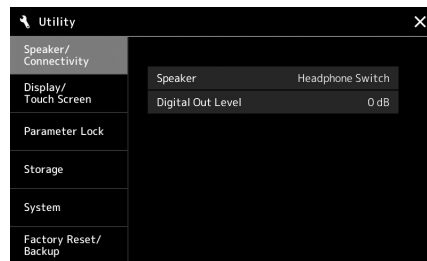 Utility
Speaker/
Connectivity
Speaker Headphone Switch
Display/
Touch Screen
Digital Out Level 0 dB
Parameter Lock
Storage
System
Factory Reset/
Backup